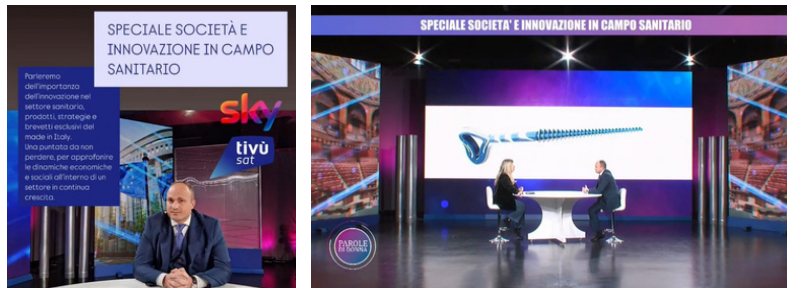 SPECIALE SOCIETÀ E
INNOVAZIONE IN CAMPO
SANITARIO
Parleremo
dell'importanza
dell'innovazione nel
settore sanitario,
prodotti, strategie e
brevetti esclusivi del
made in Italy.
Una puntata da non
perdere, per approfonire
le dinamiche economiche
e sociali all'interno di un
settore in continua
crescita.
sky
tivù
sat
SPECIALE SOCIETA' E INNOVAZIONE IN CAMPO SANITARIO
PAROLE
DI DONNA